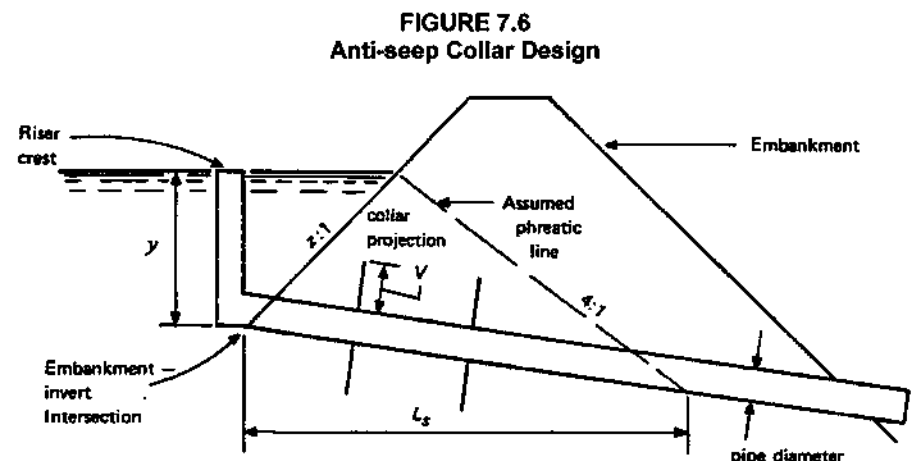 FIGURE 7.6
Anti-seep Collar Design
Riser
crest
Embankment
Assumed
phreatic
line
collar
projection
z:1
y
V
4:1
Embankment –
invert
Intersection
Ls
pipe diameter